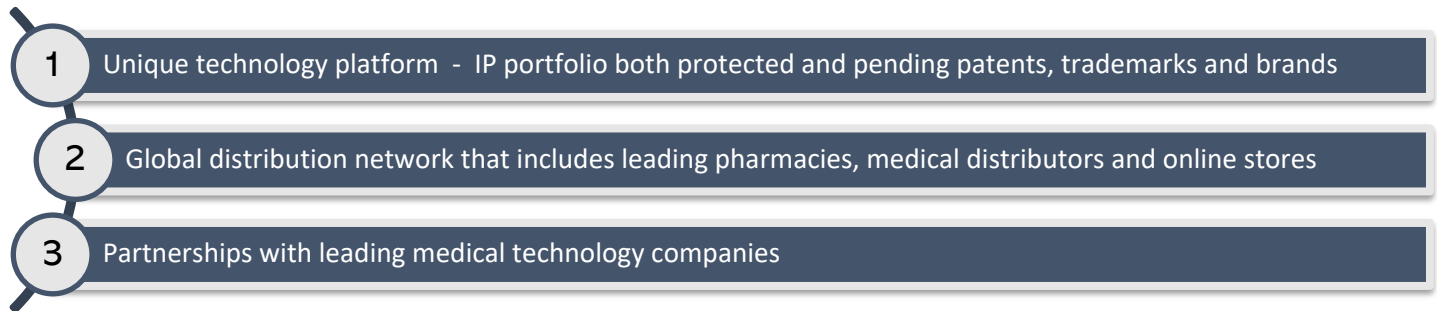 1
Unique technology platform - IP portfolio both protected and pending patents, trademarks and brands
2
Global distribution network that includes leading pharmacies, medical distributors and online stores
3
Partnerships with leading medical technology companies